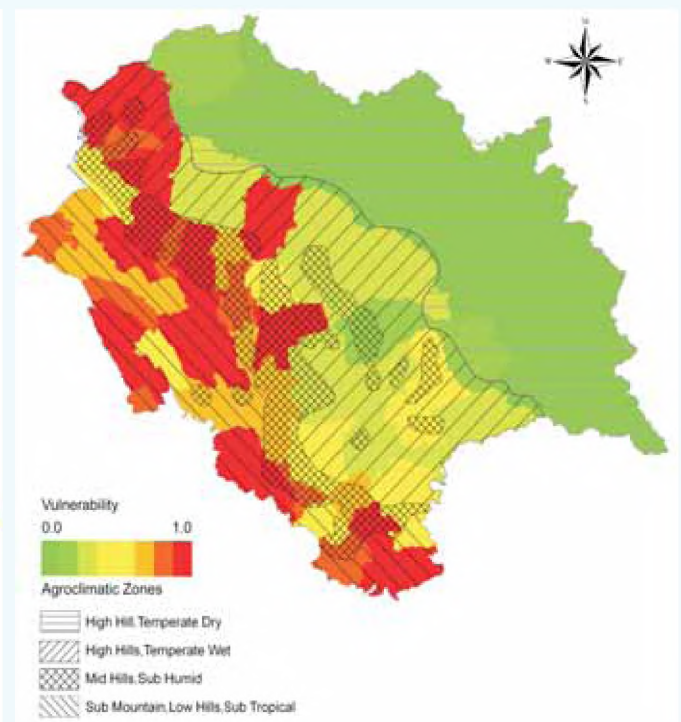 N
W E
S
Vulnerability
0.0 1.0
Agroclimatic Zones
High Hill,Temperate Dry
High Hills,Temperate Wet
Mid Hills,Sub Humid
Sub Mountain,Low Hills,Sub Tropical